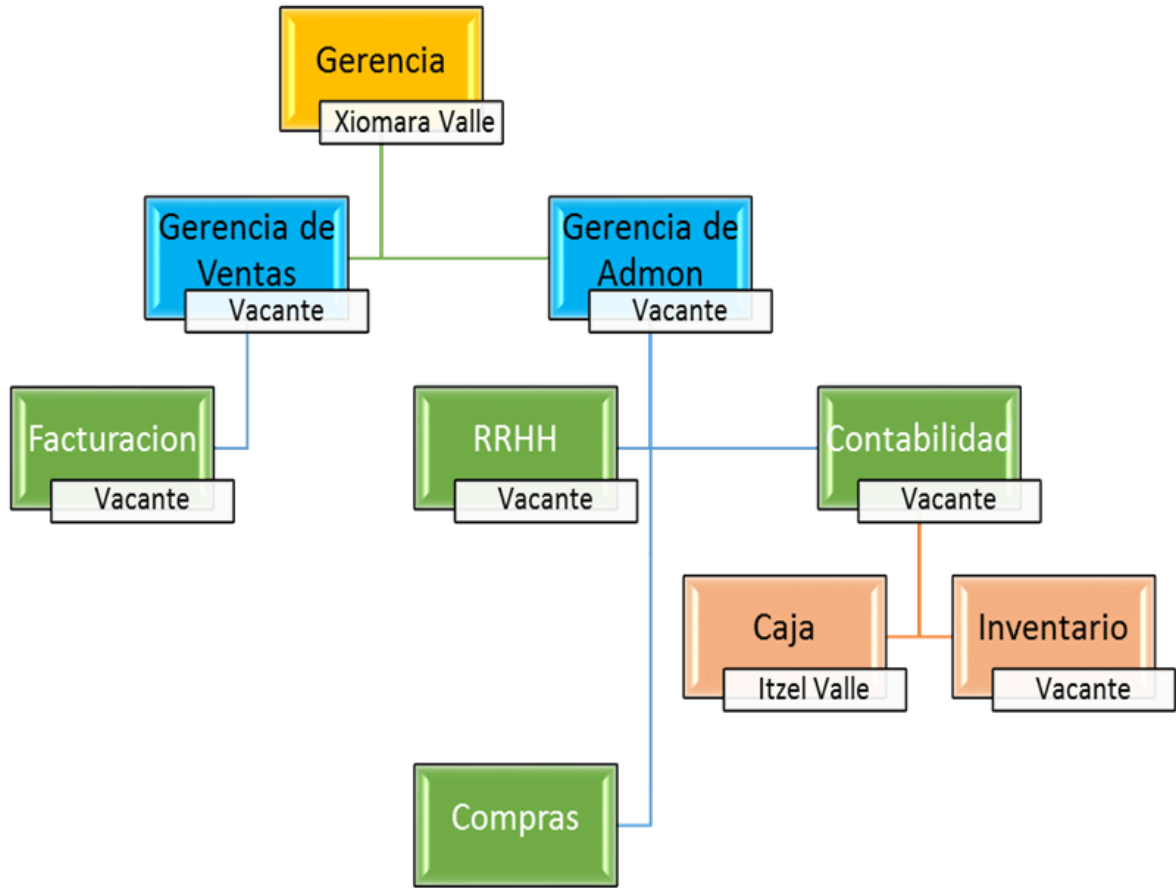 Gerencia
Xiomara Valle
Gerencia de
Ventas
Vacante
Gerencia de
Admon
Vacante
Facturacion
Vacante
RRHH
Vacante
Contabilidad
Vacante
Caja
Itzel Valle
Inventario
Vacante
Compras